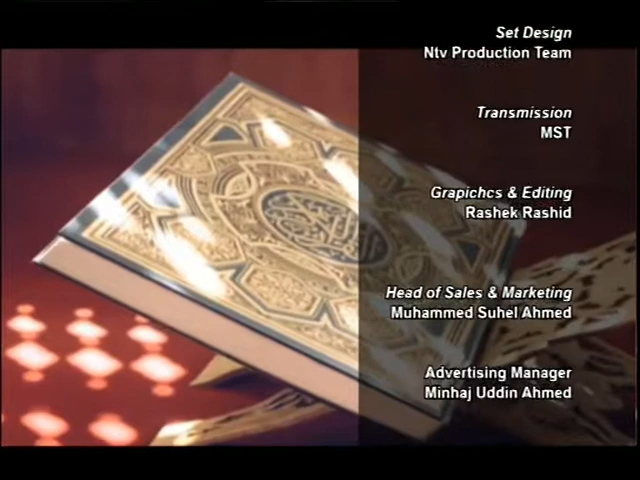 Set Design
Ntv Production Team
Transmission
MST
Grapichcs & Editing
Rashek Rashid
Head of Sales & Marketing
Muhammed Suhel Ahmed
Advertising Manager
Minhaj Uddin Ahmed